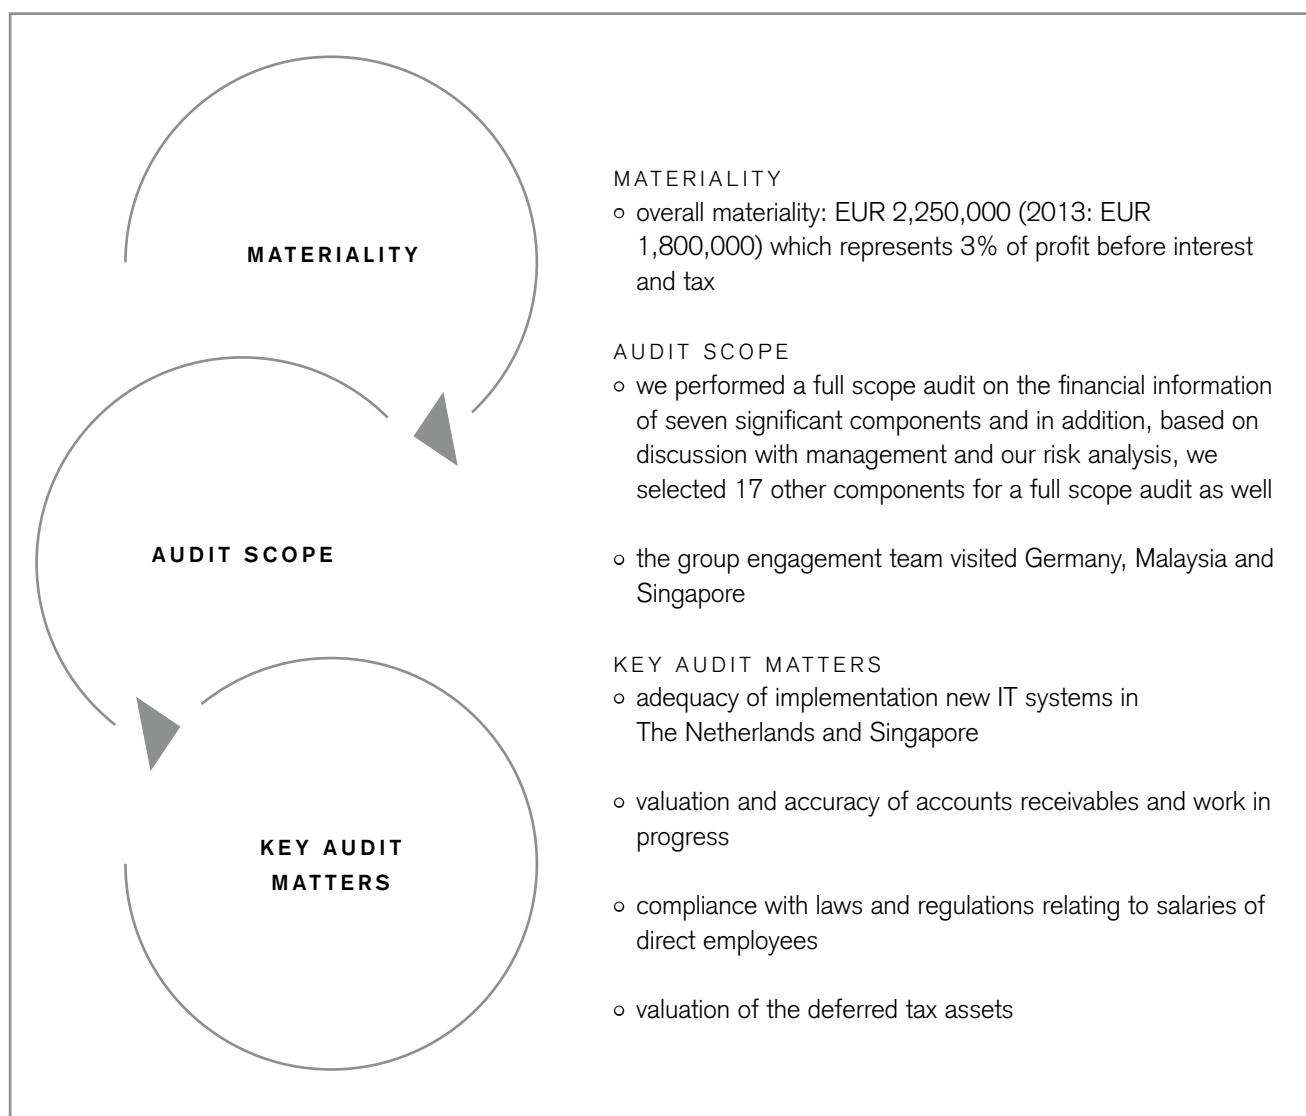 MATERIALITY
MATERIALITY
o overall materiality: EUR 2,250,000 (2013: EUR
1,800,000) which represents 3% of profit before interest
and tax
AUDIT SCOPE
AUDIT SCOPE
o we performed a full scope audit on the financial information
of seven significant components and in addition, based on
discussion with management and our risk analysis, we
selected 17 other components for a full scope audit as well
o the group engagement team visited Germany, Malaysia and
Singapore
KEY AUDIT
MATTERS
KEY AUDIT MATTERS
o adequacy of implementation new IT systems in
The Netherlands and Singapore
o valuation and accuracy of accounts receivables and work in
progress
o compliance with laws and regulations relating to salaries of
direct employees
o valuation of the deferred tax assets